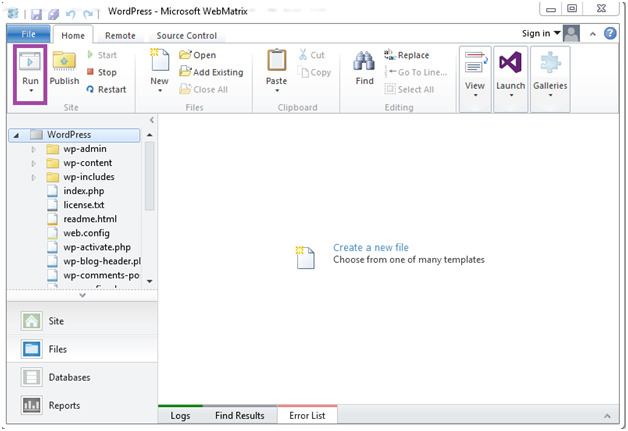 WordPress - Microsoft WebMatrix
File Home Remote Source Control Sign in
Run Publish Start Stop Restart
Site
New Open Add Existing Close All
Files
Paste Cut Copy
Clipboard
Find Replace Go To Line... Select All
Editing
View Launch Galleries
WordPress
wp-admin
wp-content
wp-includes
index.php
license.txt
readme.html
web.config
wp-activate.php
wp-blog-header.pl
wp-comments-po
Create a new file
Choose from one of many templates
Site
Files
Databases
Reports
Logs Find Results Error List